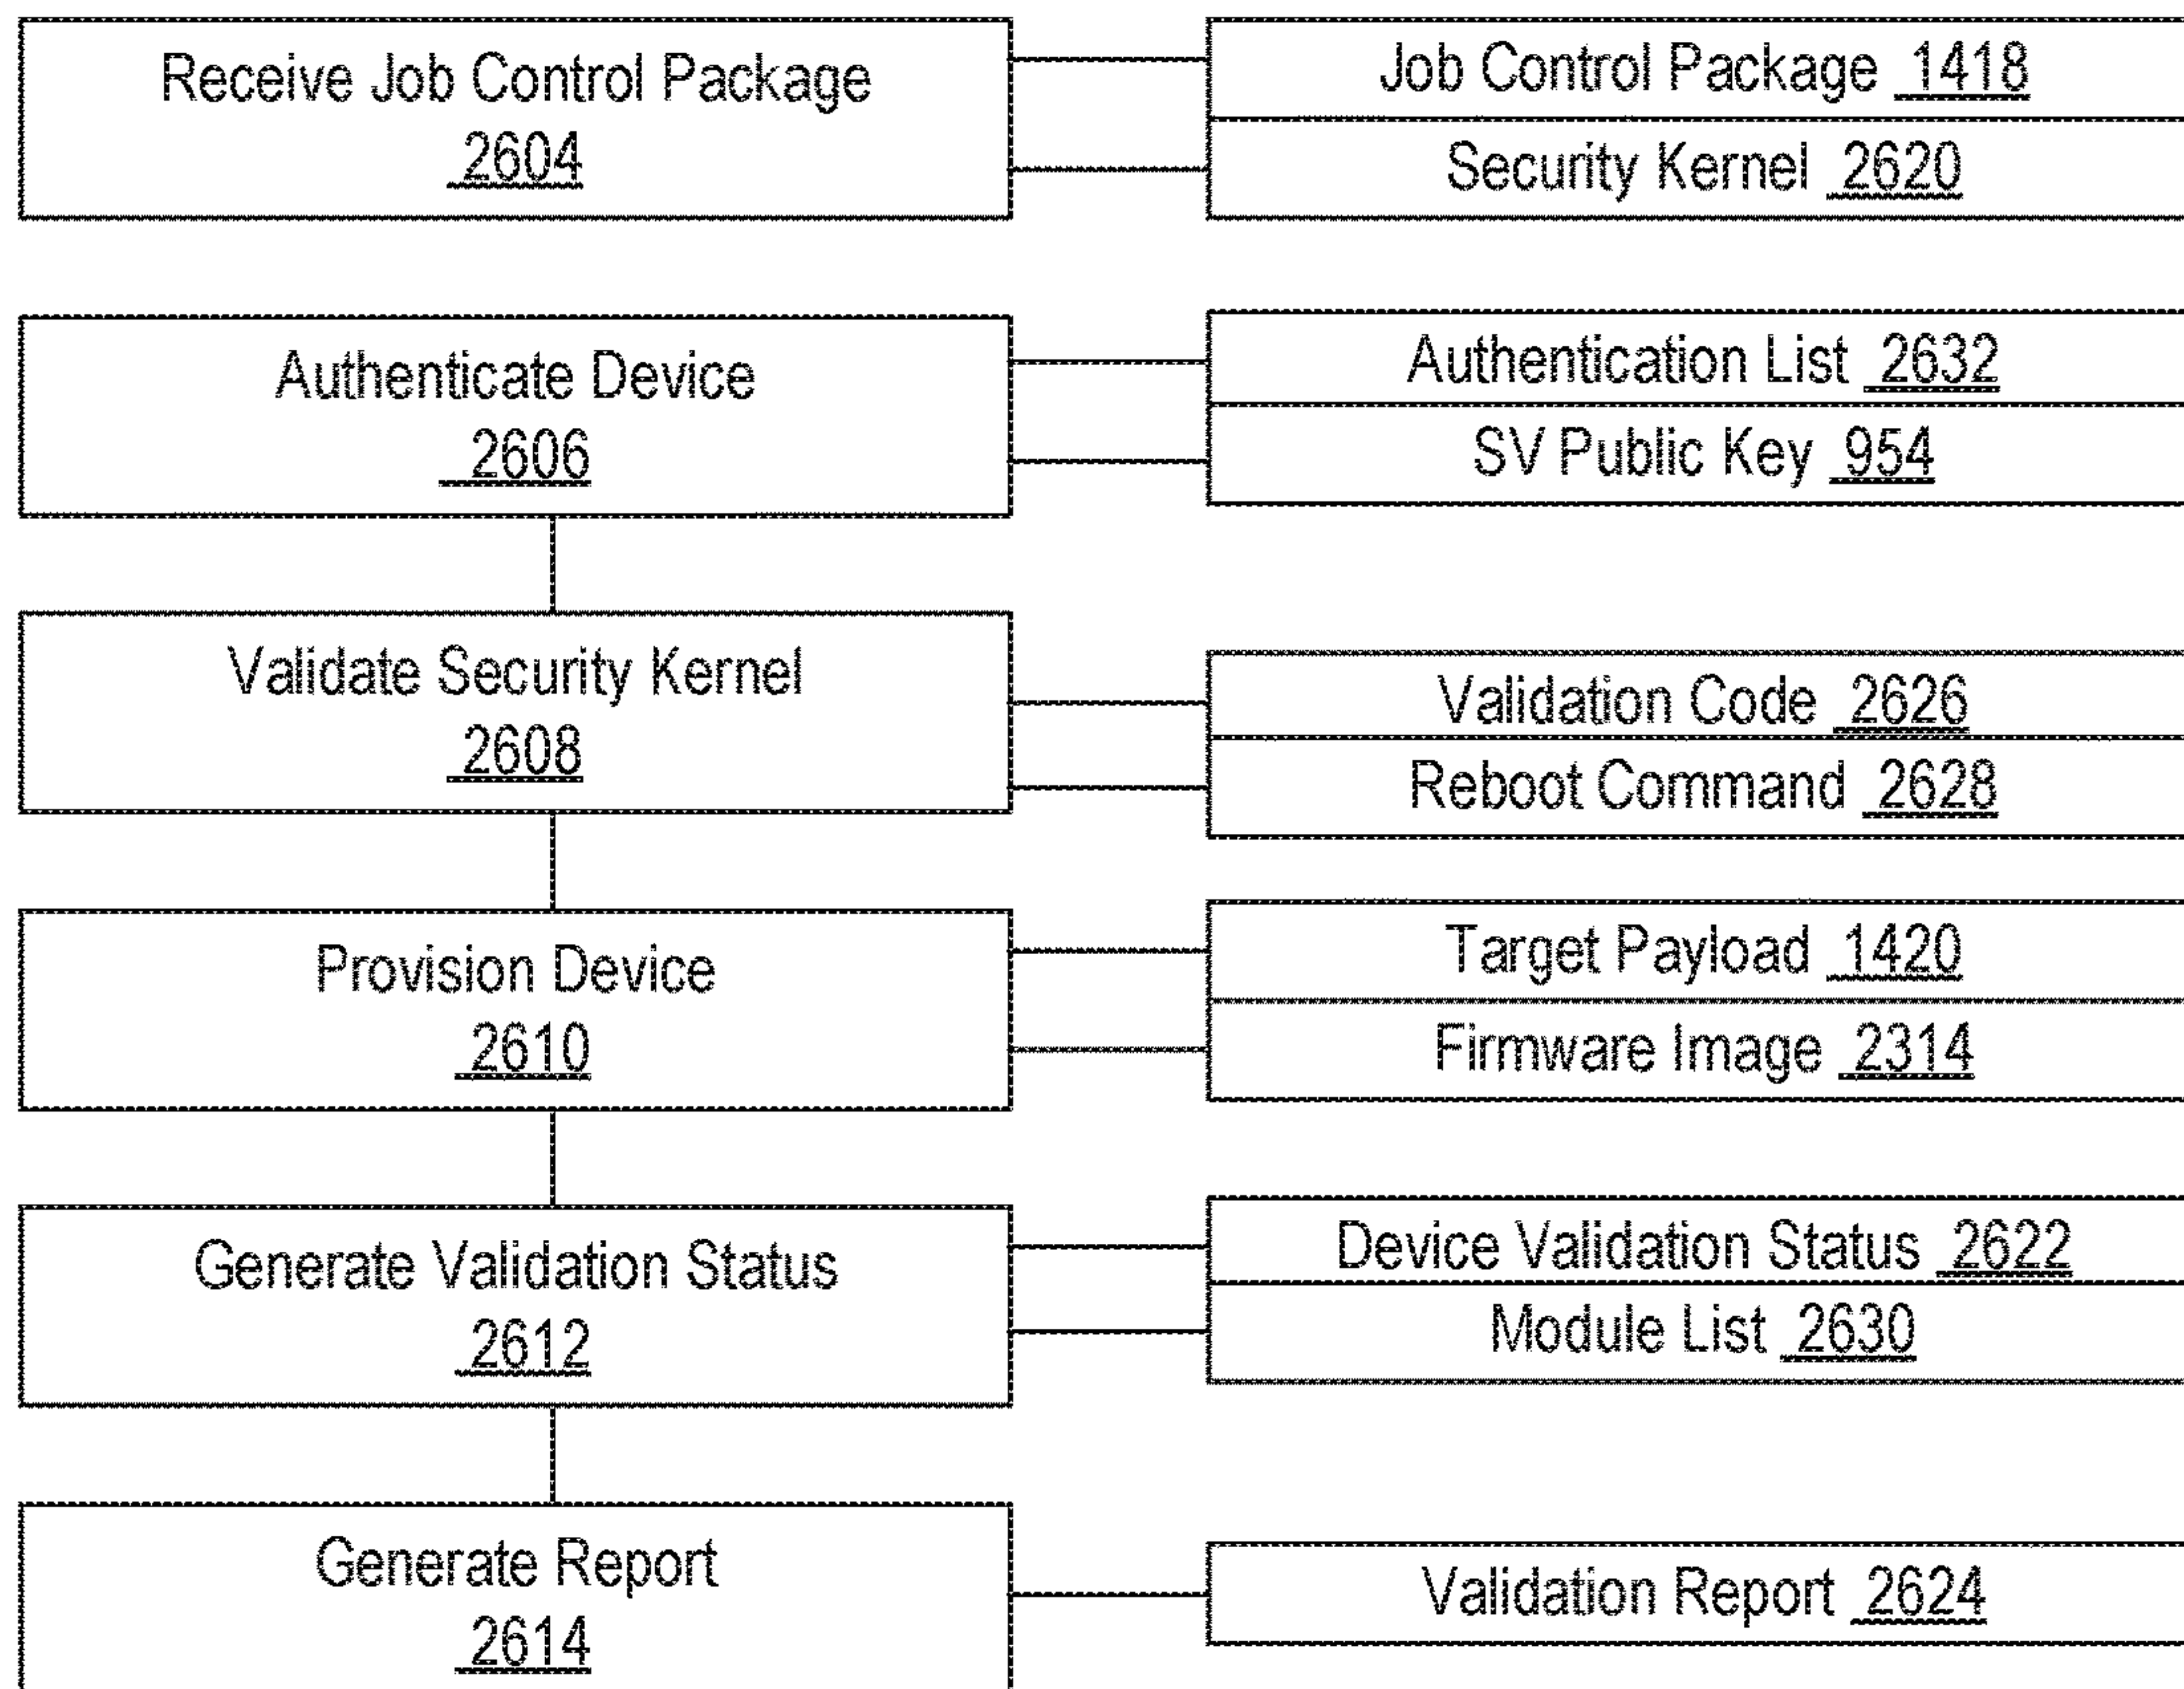 Receive Job Control Package
2604
Job Control Package 1418
Security Kernel 2620
Authenticate Device
2606
Authentication List 2632
SV Public Key 954
Validate Security Kernel
2608
Validation Code 2626
Reboot Command 2628
Provision Device
2610
Target Payload 1420
Firmware Image 2314
Generate Validation Status
2612
Device Validation Status 2622
Module List 2630
Generate Report
2614
Validation Report 2624